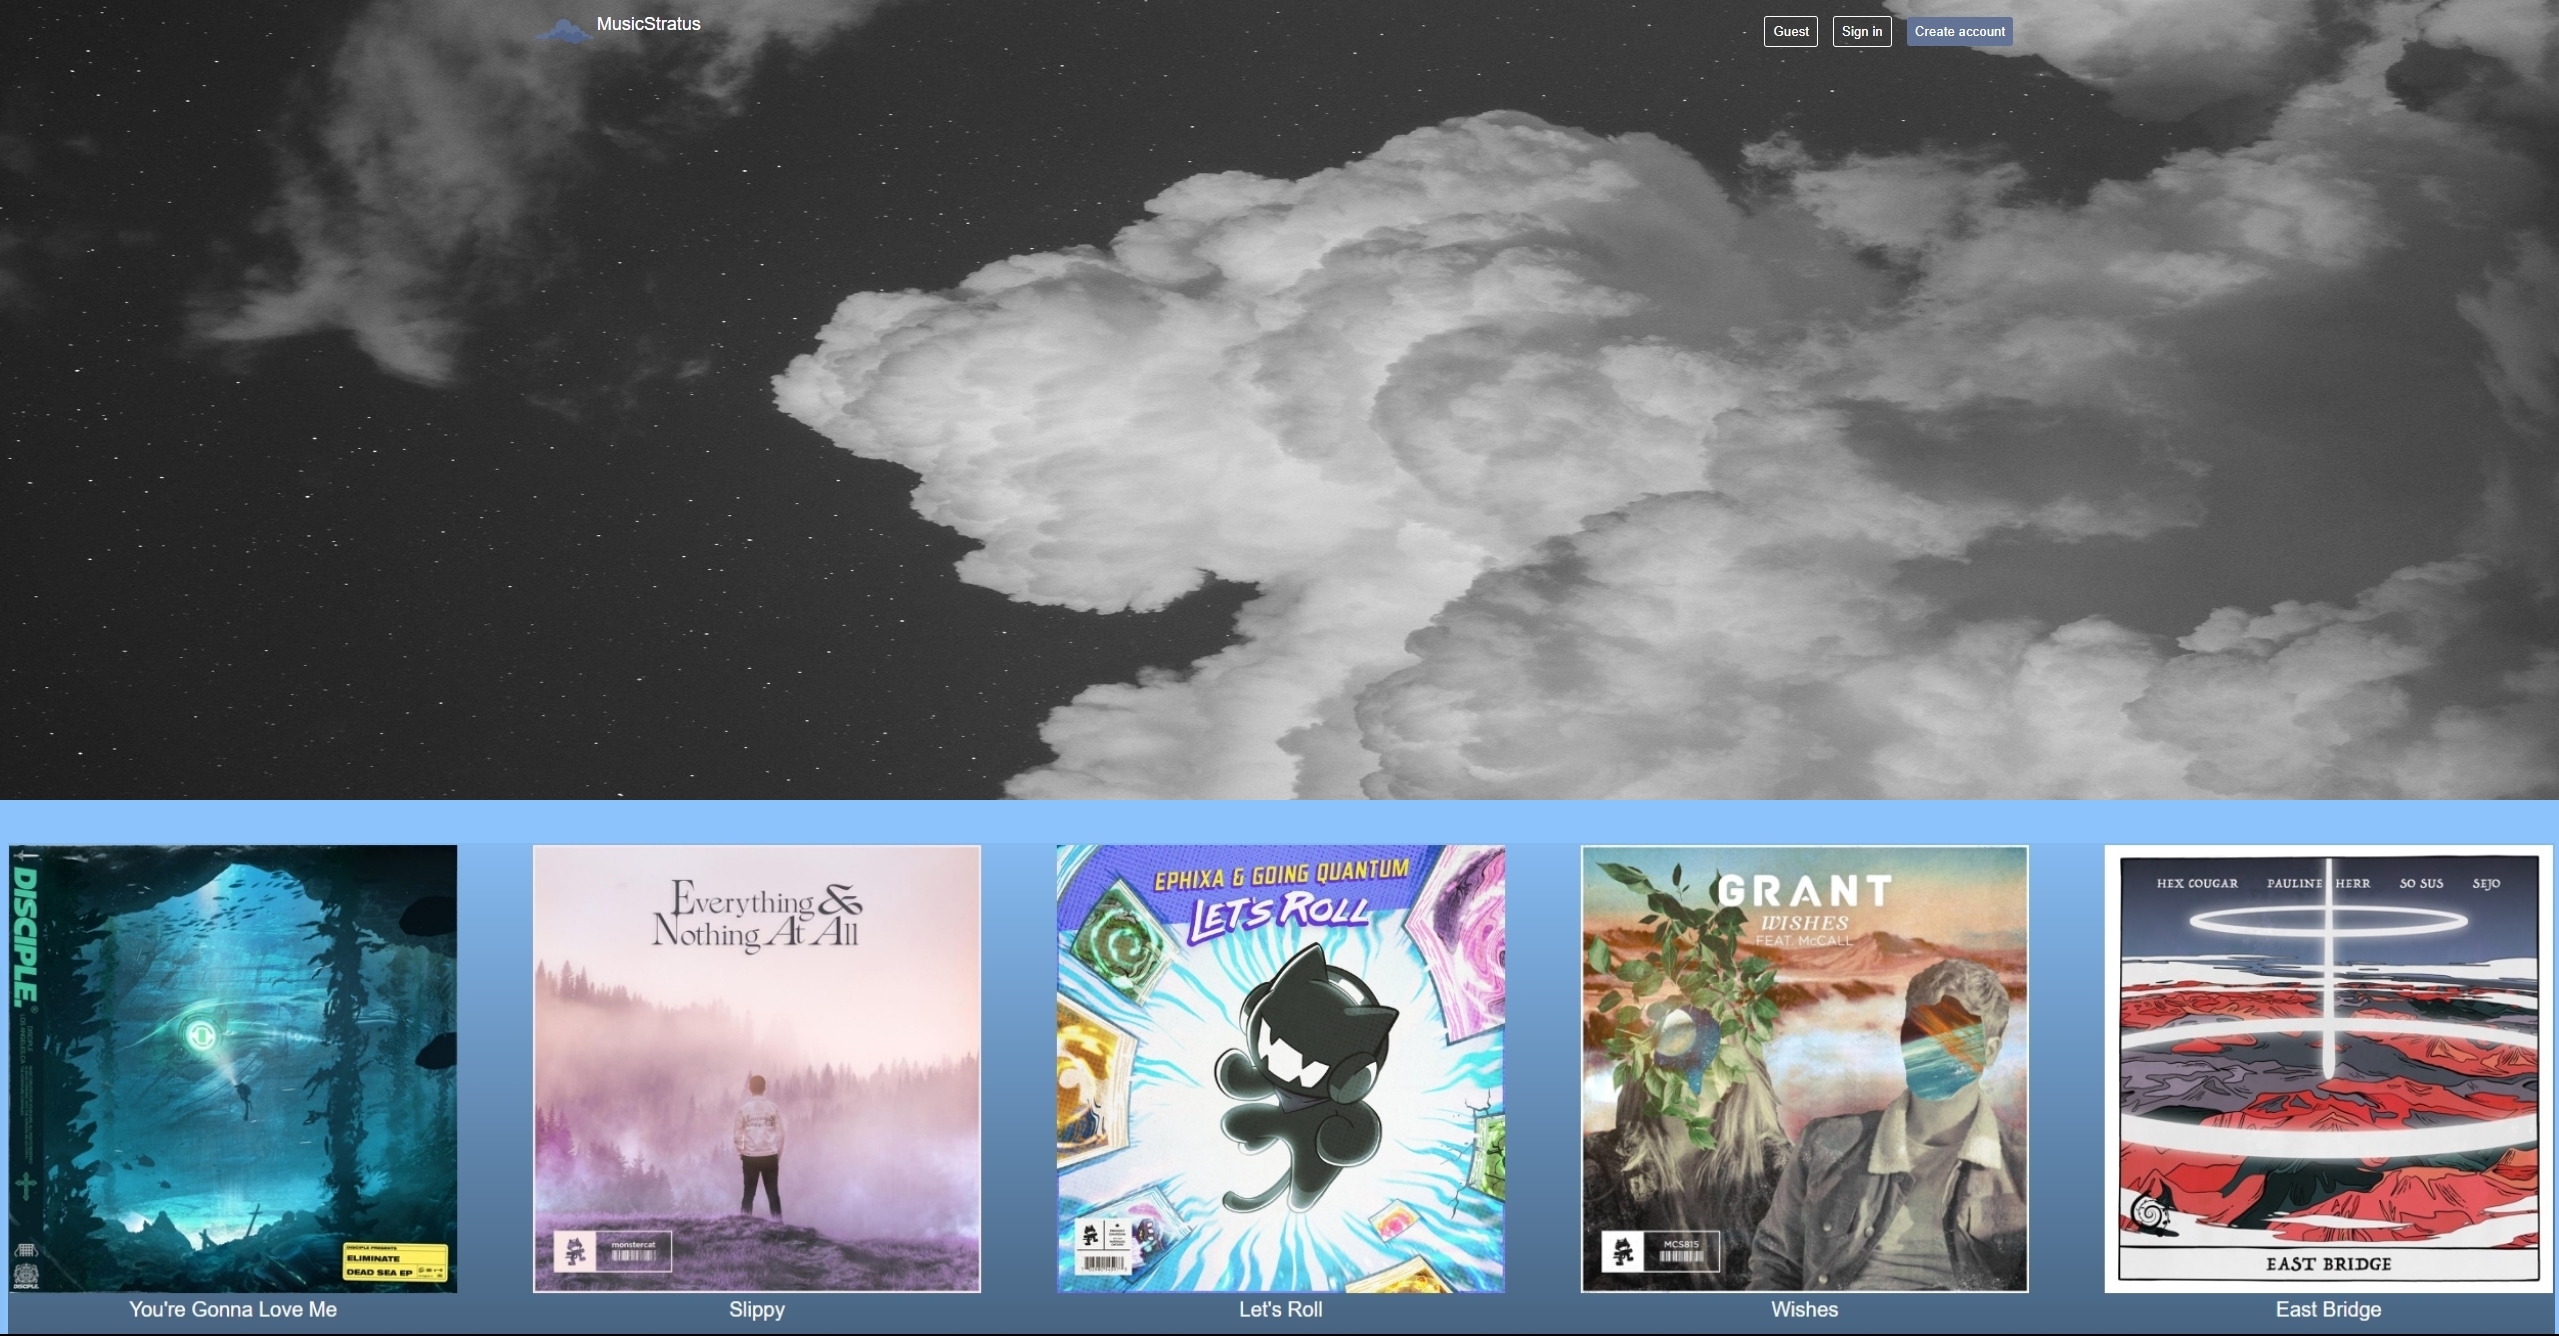 MusicStratus
Guest
Sign in
Create account
DISCIPLE.
DISCIPLE PRESENTS
ELIMINATE
DEAD SEA EP
DISCIPLE
You're Gonna Love Me
Everything &
Nothing At All
monstercat
Slippy
EPHIXA & GOING QUANTUM
LET'S ROLL
Let's Roll
GRANT
WISHES
FEAT. McCALL
MCS815
Wishes
HEX COUGAR PAULINE HERR SO SUS SEJO
EAST BRIDGE
East Bridge